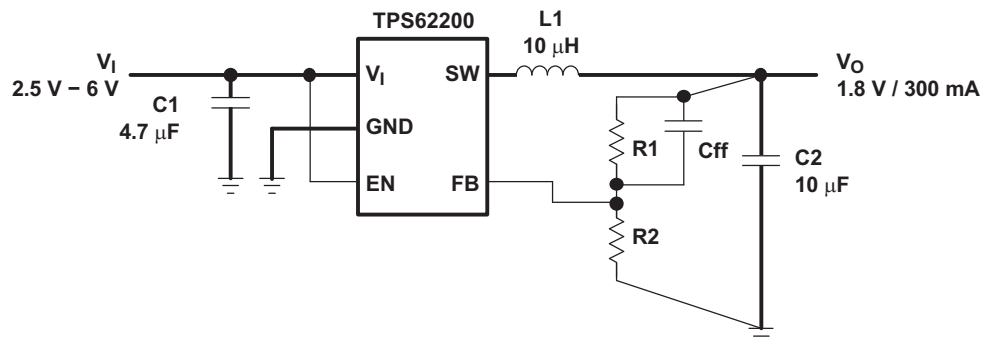 TPS62200
L1
10 μH
V_I
2.5 V − 6 V
V_I
SW
V_O
1.8 V / 300 mA
C1
4.7 μF
GND
R1
Cff
C2
10 μF
EN
FB
R2